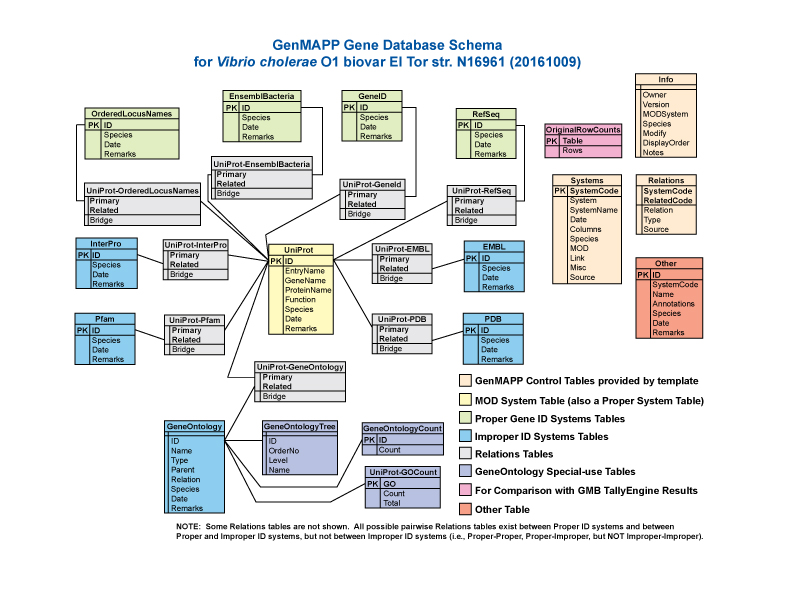 GenMAPP Gene Database Schema
for Vibrio cholerae O1 biovar El Tor str. N16961 (20161009)
OrderedLocusNames
PK ID
Species
Date
Remarks
EnsemblBacteria
PK ID
Species
Date
Remarks
GeneID
PK ID
Species
Date
Remarks
RefSeq
PK ID
Species
Date
Remarks
OriginalRowCounts
PK Table
Rows
Info
Owner
Version
MODSystem
Species
Modify
DisplayOrder
Notes
UniProt-OrderedLocusNames
Primary
Related
Bridge
UniProt-EnsemblBacteria
Primary
Related
Bridge
UniProt-GeneId
Primary
Related
Bridge
UniProt-RefSeq
Primary
Related
Bridge
Systems
PK SystemCode
System
SystemName
Date
Columns
Species
MOD
Link
Misc
Source
Relations
SystemCode
RelatedCode
Relation
Type
Source
InterPro
PK ID
Species
Date
Remarks
UniProt-InterPro
Primary
Related
Bridge
UniProt
PK ID
EntryName
GeneName
ProteinName
Function
Species
Date
Remarks
UniProt-EMBL
Primary
Related
Bridge
EMBL
PK ID
Species
Date
Remarks
Other
PK ID
SystemCode
Name
Annotations
Species
Date
Remarks
Pfam
PK ID
Species
Date
Remarks
UniProt-Pfam
Primary
Related
Bridge
UniProt-PDB
Primary
Related
Bridge
PDB
PK ID
Species
Date
Remarks
UniProt-GeneOntology
Primary
Related
Bridge
GeneOntology
ID
Name
Type
Parent
Relation
Species
Date
Remarks
GeneOntologyTree
ID
OrderNo
Level
Name
GeneOntologyCount
PK ID
Count
UniProt-GOCount
PK GO
Count
Total
GenMAPP Control Tables provided by template
MOD System Table (also a Proper System Table)
Proper Gene ID Systems Tables
Improper ID Systems Tables
Relations Tables
GeneOntology Special-use Tables
For Comparison with GMB TallyEngine Results
Other Table
NOTE: Some Relations tables are not shown. All possible pairwise Relations tables exist between Proper ID systems and between
Proper and Improper ID systems, but not between Improper ID systems (i.e., Proper-Proper, Proper-Improper, but NOT Improper-Improper).